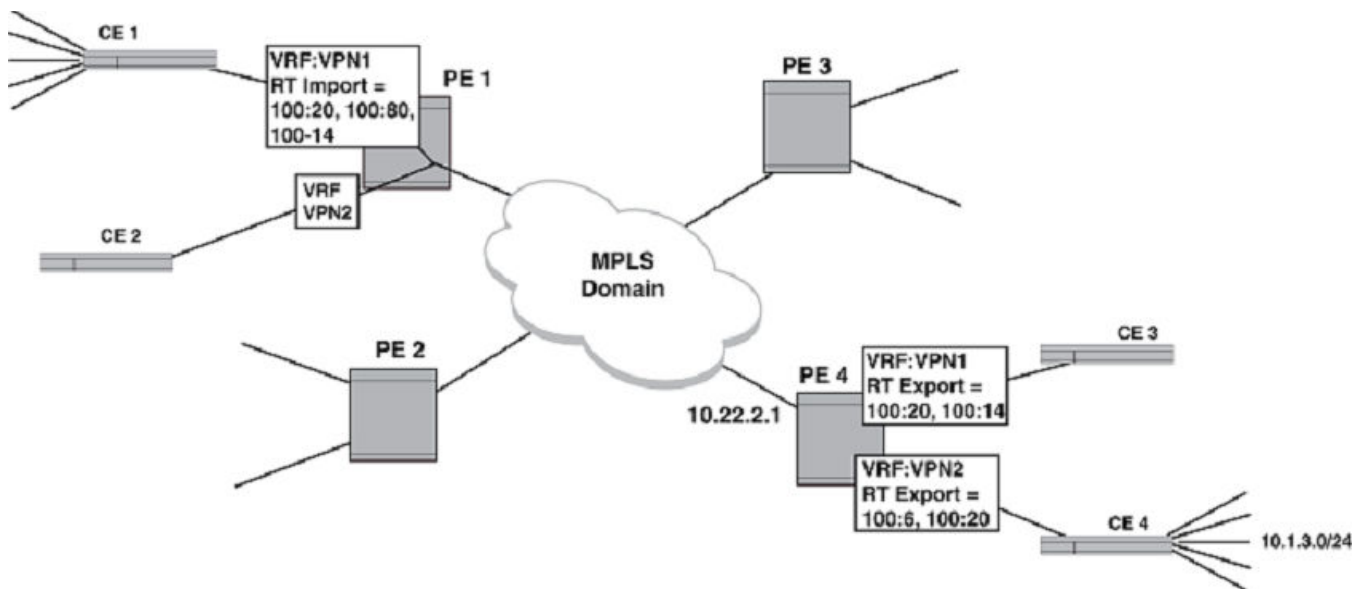 CE 1
VRF:VPN1
RT Import =
100:20, 100:80,
100-14
PE 1
PE 3
VRF
VPN2
CE 2
MPLS
Domain
PE 2
PE 4
10.22.2.1
VRF:VPN1
RT Export =
100:20, 100:14
CE 3
VRF:VPN2
RT Export =
100:6, 100:20
CE 4
10.1.3.0/24